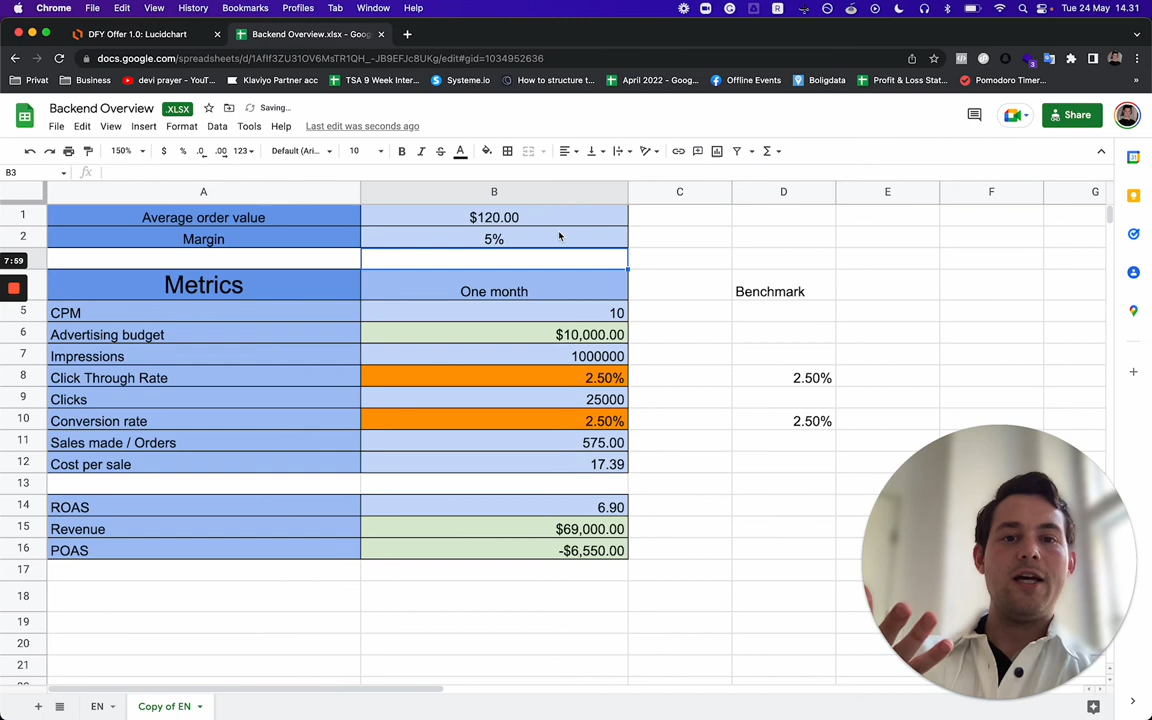 Chrome File Edit View History Bookmarks Profiles Tab Window Help Tue 24 May 14.31
DFY Offer 1.0: Lucidchart Backend Overview.xlsx - Goog
docs.google.com/spreadsheets/d/1Aflf3ZU31OV6MsTR1QH_-JB9EFJc8UKg/edit#gid=1034952636
Privat Business devi prayer - YouT... Klaviyo Partner acc TSA 9 Week Inter... Systeme.io How to structure t... April 2022 - Goog... Offline Events Boligdata Profit & Loss Stat... Pomodoro Timer...
Backend Overview .XLSX Saving...
File Edit View Insert Format Data Tools Help Last edit was seconds ago
Share
150% $ % .0 .00 123 Default (Ari... 10 B I S A
B3 fx
A B C D E F G
1 Average order value $120.00
2 Margin 5%
7:59
Metrics One month Benchmark
5 CPM 10
6 Advertising budget $10,000.00
7 Impressions 1000000
8 Click Through Rate 2.50% 2.50%
9 Clicks 25000
10 Conversion rate 2.50% 2.50%
11 Sales made / Orders 575.00
12 Cost per sale 17.39
13
14 ROAS 6.90
15 Revenue $69,000.00
16 POAS -$6,550.00
17
18
19
20
21
EN Copy of EN